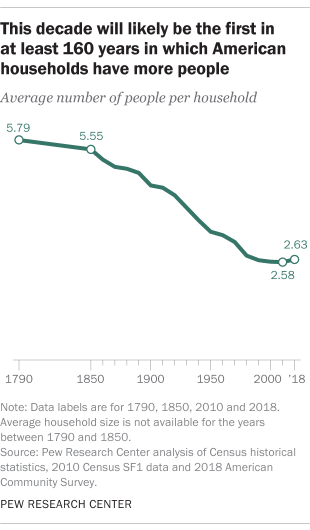 This decade will likely be the first in
at least 160 years in which American
households have more people
Average number of people per household
5.79
5.55
2.63
2.58
1790
1850
1900
1950
2000
'18
Note: Data labels are for 1790, 1850, 2010 and 2018.
Average household size is not available for the years
between 1790 and 1850.
Source: Pew Research Center analysis of Census historical
statistics, 2010 Census SF1 data and 2018 American
Community Survey.
PEW RESEARCH CENTER